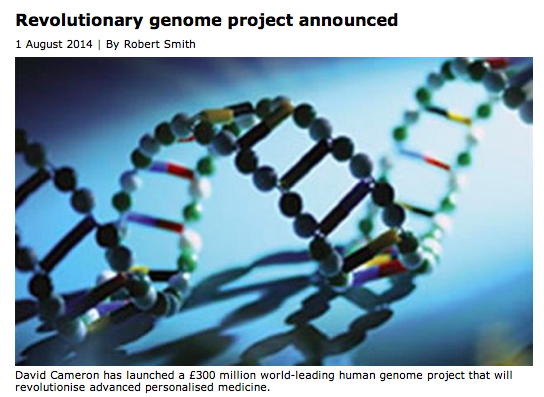 Revolutionary genome project announced
1 August 2014 | By Robert Smith
David Cameron has launched a £300 million world-leading human genome project that will
revolutionise advanced personalised medicine.